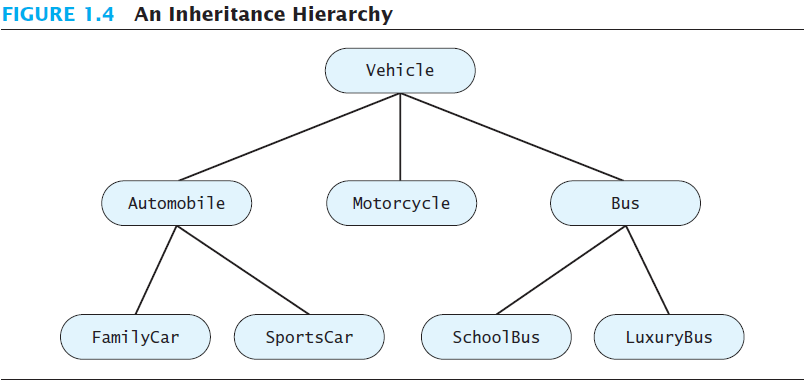 FIGURE 1.4 An Inheritance Hierarchy
Vehicle
Automobile
Motorcycle
Bus
FamilyCar
SportsCar
SchoolBus
LuxuryBus